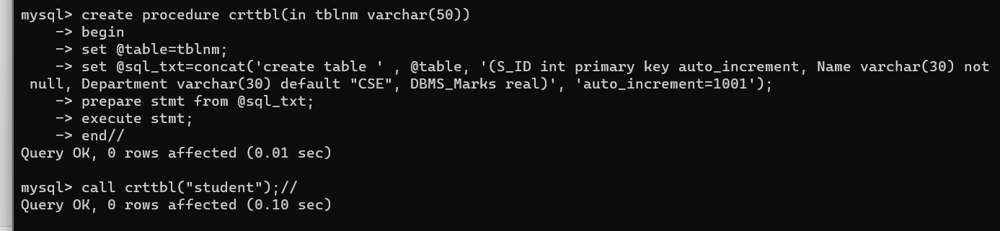 mysql> create procedure crttbl(in tblnm varchar(50))
    -> begin
    -> set @table=tblnm;
    -> set @sql_txt=concat('create table ' , @table, '(S_ID int primary key auto_increment, Name varchar(30) not
 null, Department varchar(30) default "CSE", DBMS_Marks real)', 'auto_increment=1001');
    -> prepare stmt from @sql_txt;
    -> execute stmt;
    -> end//
Query OK, 0 rows affected (0.01 sec)

mysql> call crttbl("student");//
Query OK, 0 rows affected (0.10 sec)